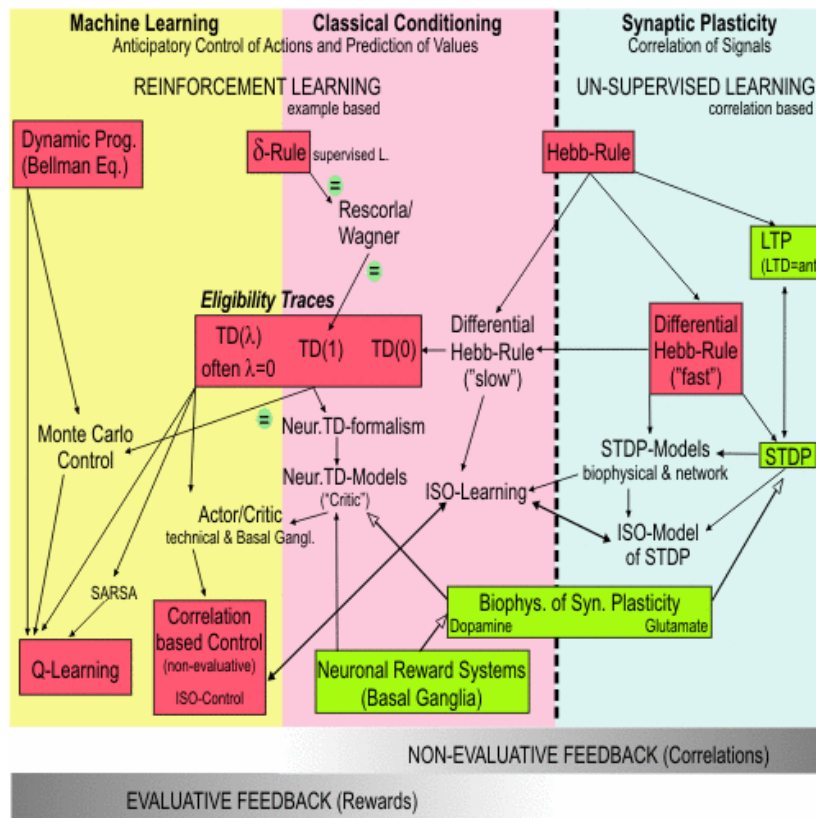 Machine Learning
Classical Conditioning
Synaptic Plasticity
Anticipatory Control of Actions and Prediction of Values
Correlation of Signals
REINFORCEMENT LEARNING
example based
UN-SUPERVISED LEARNING
correlation based
Dynamic Prog.
(Bellman Eq.)
δ-Rule supervised L.
Hebb-Rule
=
Rescorla/
Wagner
LTP
(LTD=ant
=
Eligibility Traces
TD(λ)
often λ=0
TD(1)
TD(0)
Differential
Hebb-Rule
("slow")
Differential
Hebb-Rule
("fast")
=
Monte Carlo
Control
Neur.TD-formalism
STDP-Models
biophysical & network
STDP
Neur.TD-Models
("Critic")
ISO-Learning
Actor/Critic
technical & Basal Gangl.
ISO-Model
of STDP
SARSA
Biophys. of Syn. Plasticity
Dopamine
Glutamate
Correlation
based Control
(non-evaluative)
ISO-Control
Q-Learning
Neuronal Reward Systems
(Basal Ganglia)
NON-EVALUATIVE FEEDBACK (Correlations)
EVALUATIVE FEEDBACK (Rewards)